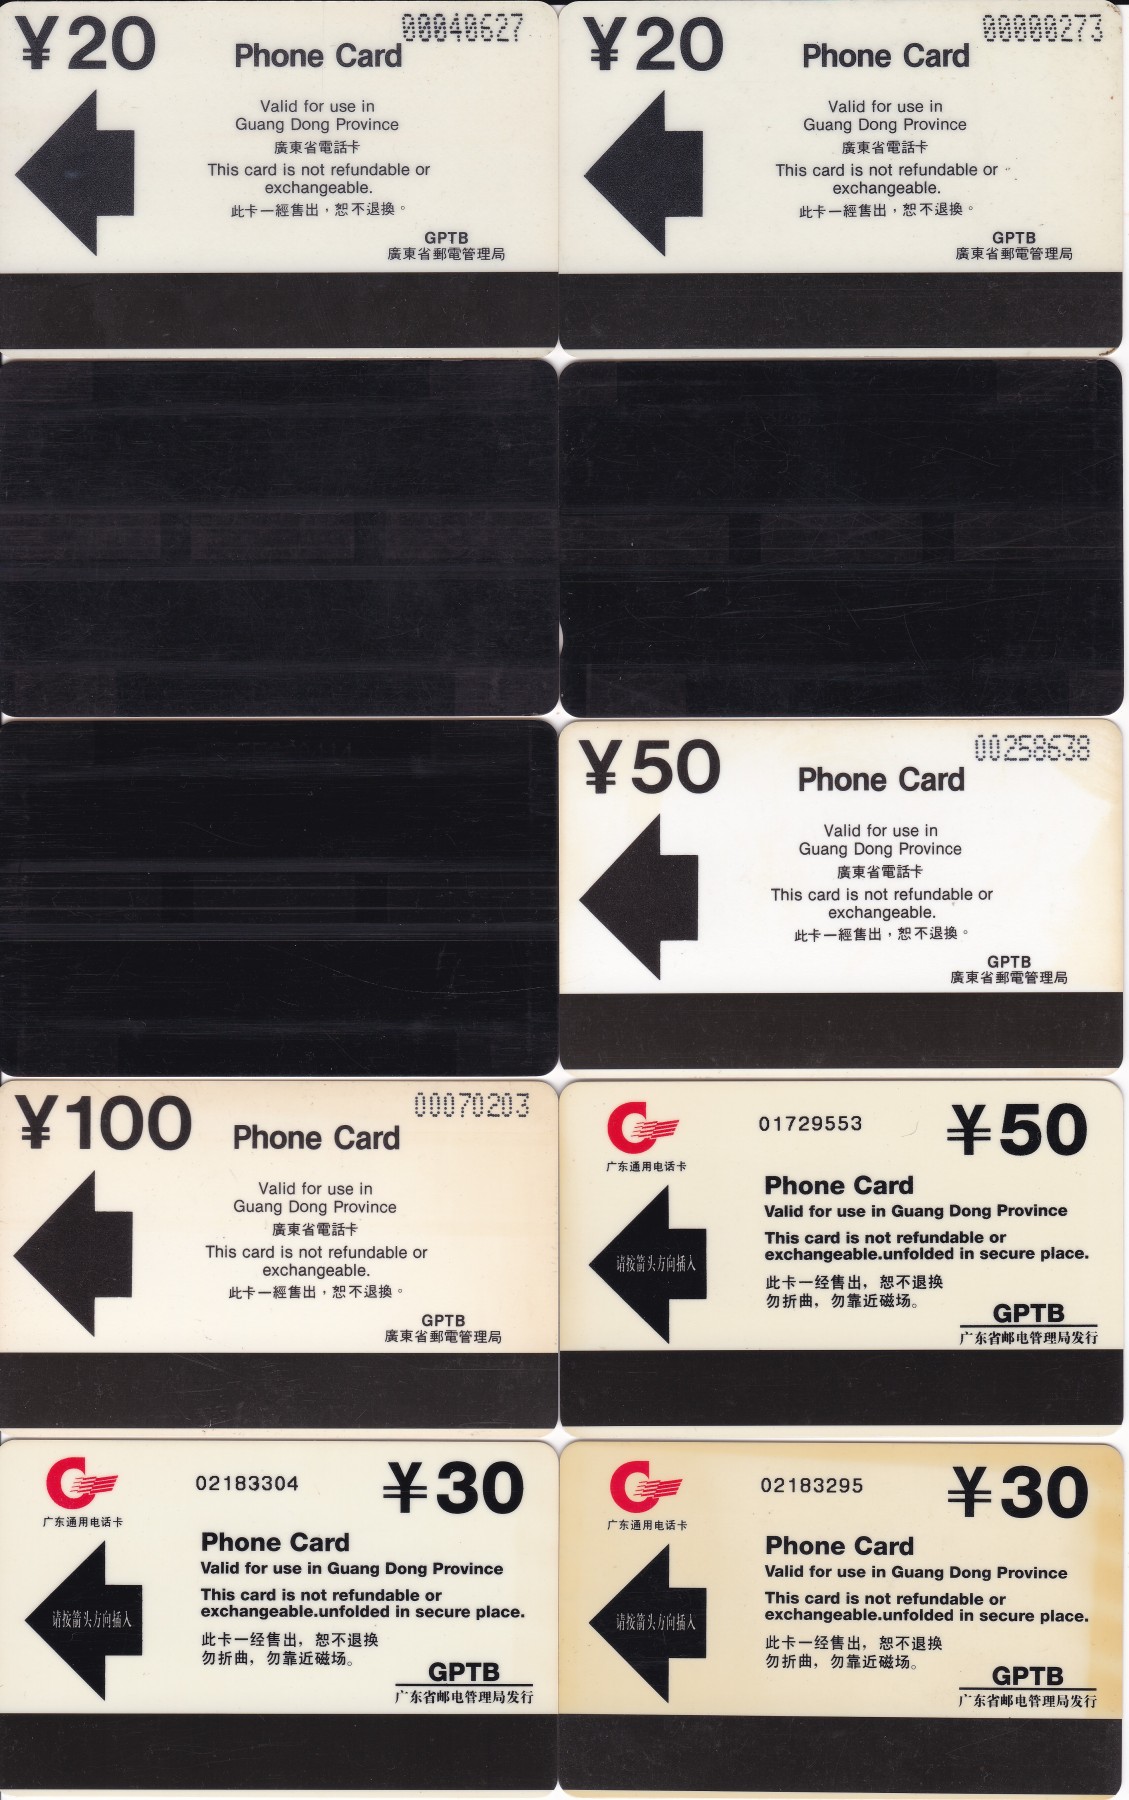 ¥20
00040627
Phone Card
Valid for use in
Guang Dong Province
廣東省電話卡
This card is not refundable or
exchangeable.
此卡一經售出，恕不退換。
GPTB
廣東省郵電管理局
¥20
00000273
Phone Card
Valid for use in
Guang Dong Province
廣東省電話卡
This card is not refundable or
exchangeable.
此卡一經售出，恕不退換。
GPTB
廣東省郵電管理局
¥50
00258638
Phone Card
Valid for use in
Guang Dong Province
廣東省電話卡
This card is not refundable or
exchangeable.
此卡一經售出，恕不退換。
GPTB
廣東省郵電管理局
¥100
00070203
Phone Card
Valid for use in
Guang Dong Province
廣東省電話卡
This card is not refundable or
exchangeable.
此卡一經售出，恕不退換。
GPTB
廣東省郵電管理局
广东通用电话卡
01729553
¥50
Phone Card
Valid for use in Guang Dong Province
This card is not refundable or
exchangeable.unfolded in secure place.
请按箭头方向插入
此卡一经售出，恕不退换
勿折曲，勿靠近磁场。
GPTB
广东省邮电管理局发行
广东通用电话卡
02183304
¥30
Phone Card
Valid for use in Guang Dong Province
This card is not refundable or
exchangeable.unfolded in secure place.
请按箭头方向插入
此卡一经售出，恕不退换
勿折曲，勿靠近磁场。
GPTB
广东省邮电管理局发行
广东通用电话卡
02183295
¥30
Phone Card
Valid for use in Guang Dong Province
This card is not refundable or
exchangeable.unfolded in secure place.
请按箭头方向插入
此卡一经售出，恕不退换
勿折曲，勿靠近磁场。
GPTB
广东省邮电管理局发行